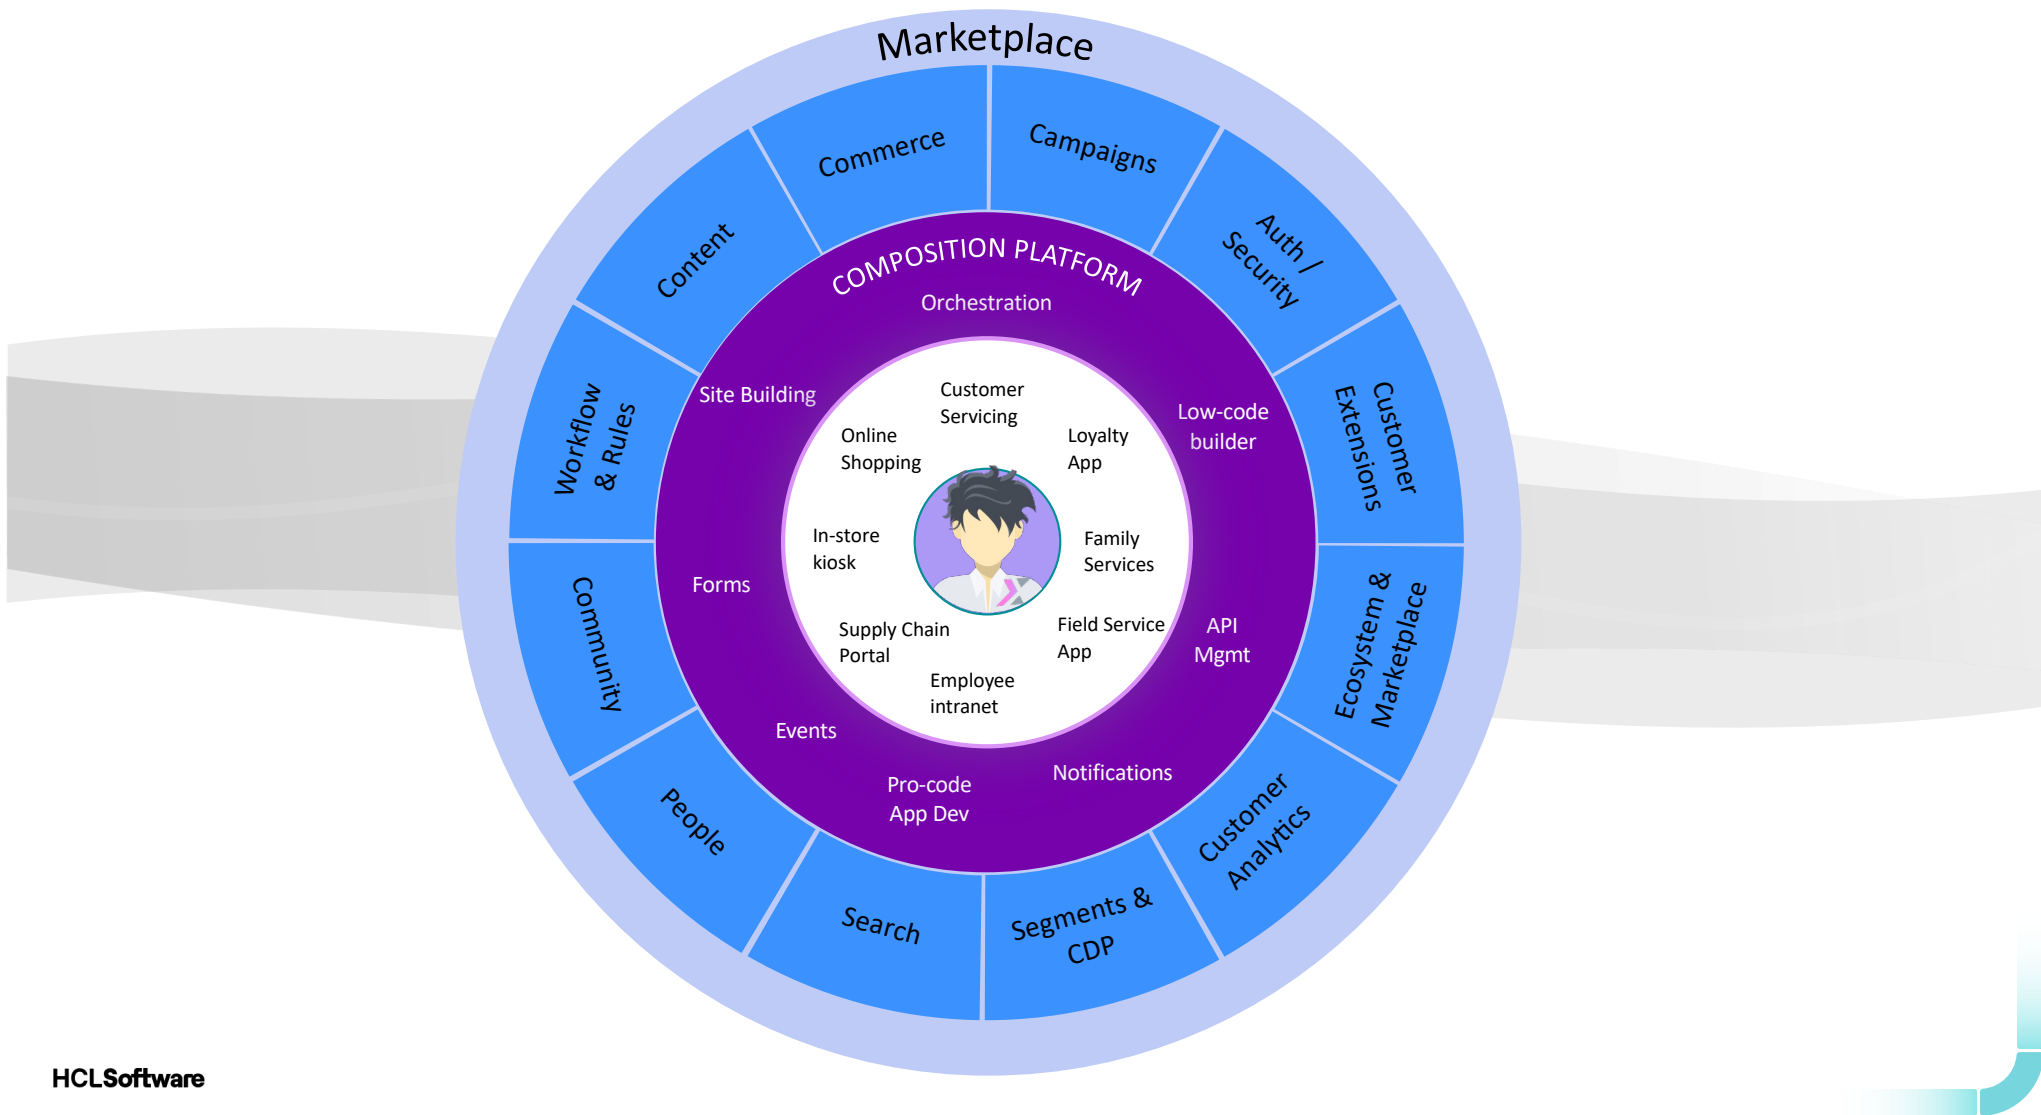 Marketplace
Commerce
Campaigns
Auth /
Security
Customer
Extensions
Ecosystem &
Marketplace
Customer
Analytics
Segments &
CDP
Search
People
Community
Workflow
& Rules
Content
COMPOSITION PLATFORM
Orchestration
Low-code
builder
API
Mgmt
Notifications
Pro-code
App Dev
Events
Forms
Site Building
Customer
Servicing
Loyalty
App
Family
Services
Field Service
App
Employee
intranet
Supply Chain
Portal
In-store
kiosk
Online
Shopping
HCLSoftware